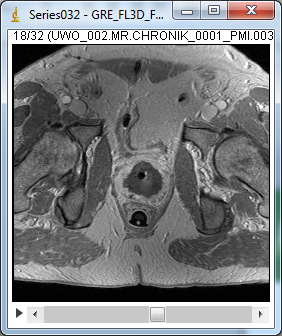 Series032 - GRE_FL3D_F...
18/32 (UWO_002.MR.CHRONIK_0001_PMI.003